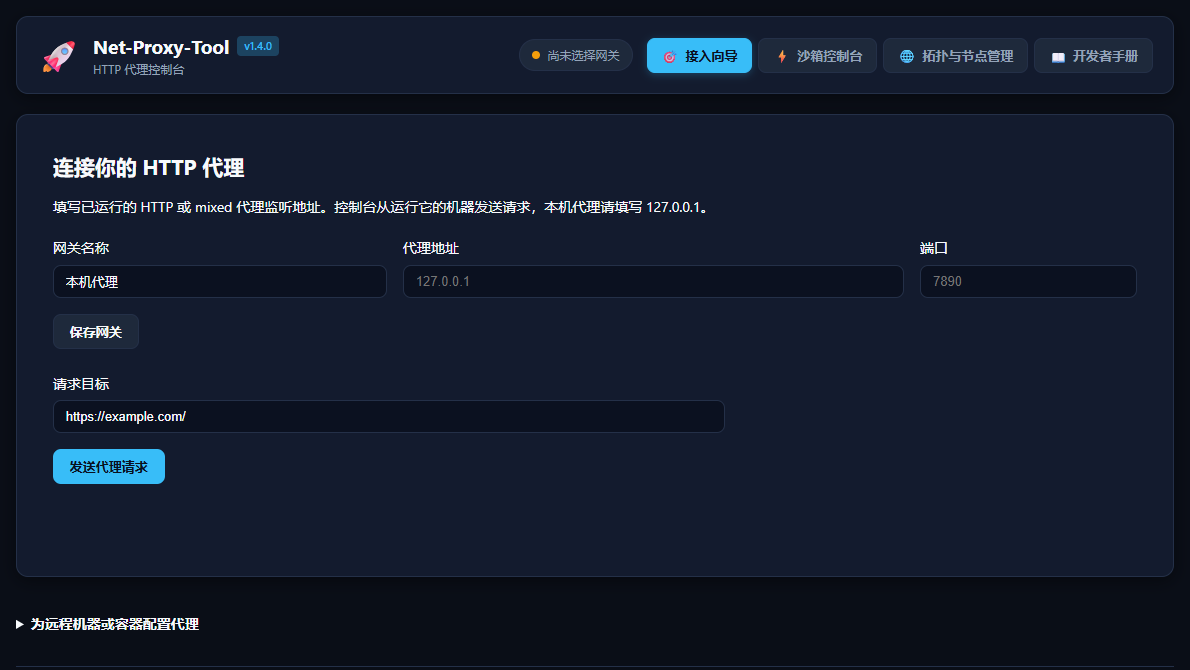 Net-Proxy-Tool v1.4.0
HTTP 代理控制台
尚未选择网关
接入向导
沙箱控制台
拓扑与节点管理
开发者手册
连接你的 HTTP 代理
填写已运行的 HTTP 或 mixed 代理监听地址。控制台从运行它的机器发送请求，本机代理请填写 127.0.0.1。
网关名称
代理地址
端口
本机代理
127.0.0.1
7890
保存网关
请求目标
https://example.com/
发送代理请求
为远程机器或容器配置代理